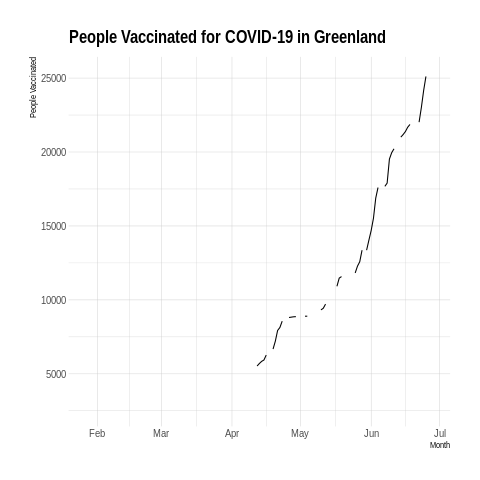 People Vaccinated for COVID-19 in Greenland
People Vaccinated
25000
20000
15000
10000
5000
Feb Mar Apr May Jun Jul
Month